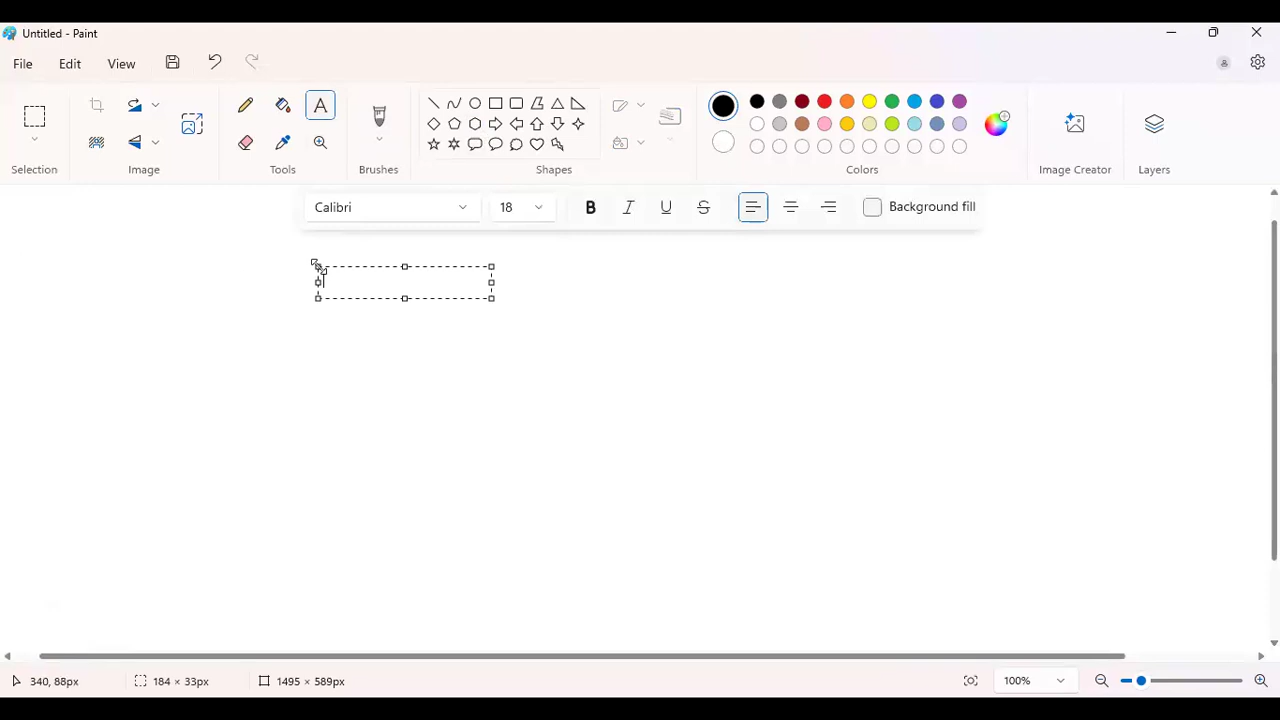 Untitled - Paint
File Edit View
Calibri 18 Background fill
A
Selection Image Tools Brushes Shapes Colors Image Creator Layers
340, 88px 184 × 33px 1495 × 589px 100%